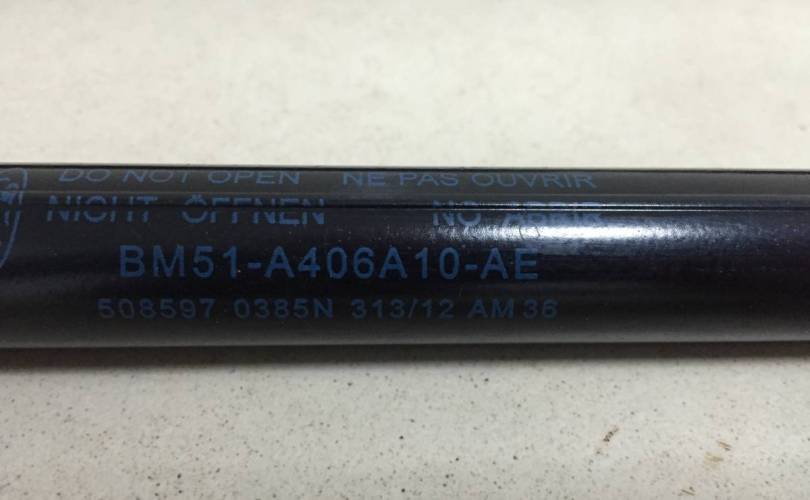 DO NOT OPEN NE PAS OUVRIR
NICHT ÖFFNEN NO ABRIR
BM51-A406A10-AE
508597 0385N 313/12 AM 36